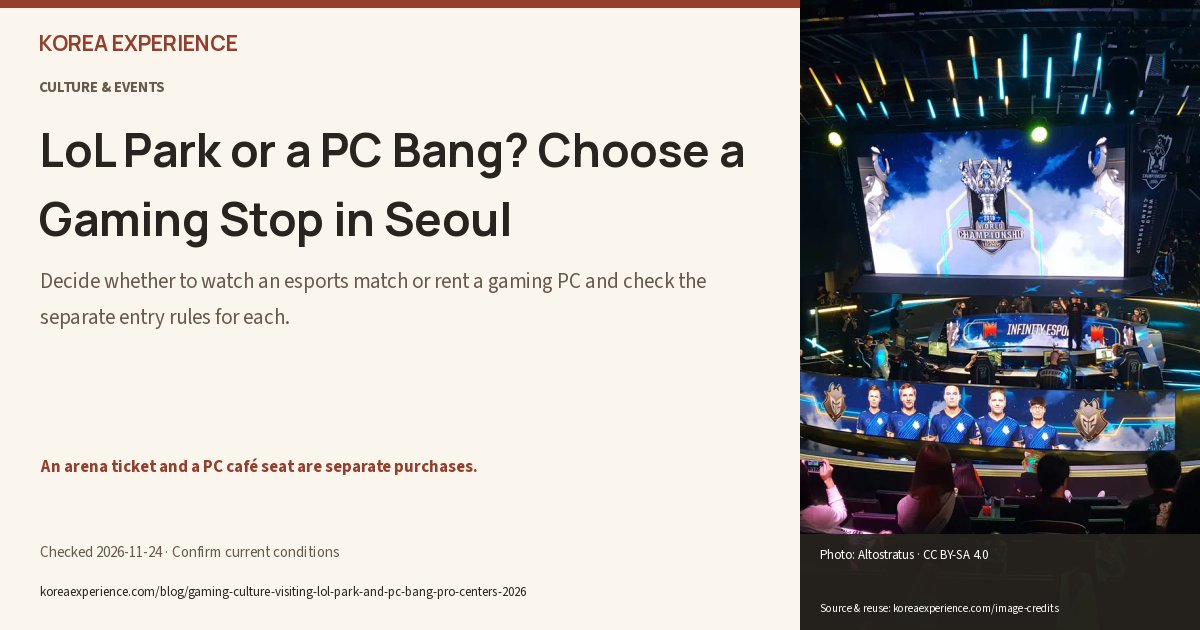 KOREA EXPERIENCE
CULTURE & EVENTS
LoL Park or a PC Bang? Choose a
Gaming Stop in Seoul
Decide whether to watch an esports match or rent a gaming PC and check the
separate entry rules for each.
An arena ticket and a PC café seat are separate purchases.
Checked 2026-11-24 · Confirm current conditions
koreaexperience.com/blog/gaming-culture-visiting-lol-park-and-pc-bang-pro-centers-2026
WORLD
CHAMPIONSHIP
INFINITY ESPO
Photo: Altostratus · CC BY-SA 4.0
Source & reuse: koreaexperience.com/image-credits